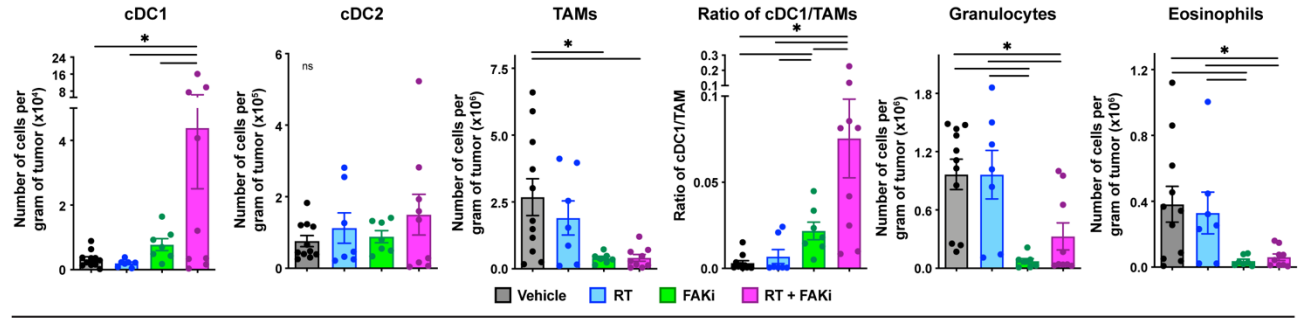 cDC1
cDC2
TAMs
Ratio of cDC1/TAMs
Granulocytes
Eosinophils
Number of cells per
gram of tumor (x10⁴)
24
16
8
4
2
0
*
Number of cells per
gram of tumor (x10⁵)
6
4
2
0
ns
Number of cells per
gram of tumor (x10⁶)
7.5
5.0
2.5
0.0
*
Ratio of cDC1/TAM
0.3
0.2
0.1
0.1
0.05
0.0
*
Number of cells per
gram of tumor (x10⁶)
1.8
1.2
0.6
0.0
*
Number of cells per
gram of tumor (x10⁶)
1.2
0.8
0.4
0.0
*
Vehicle
RT
FAKi
RT + FAKi